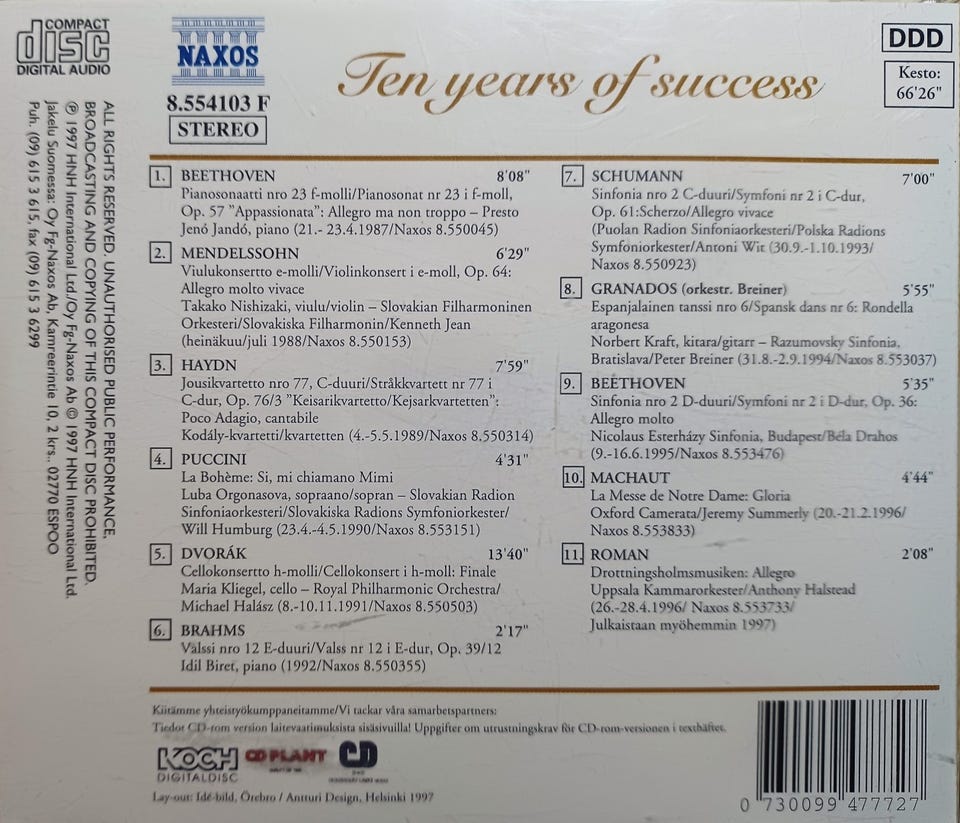 COMPACT
disc
DIGITAL AUDIO
NAXOS
8.554103 F
STEREO
Ten years of success
DDD
Kesto:
66'26"
ALL RIGHTS RESERVED. UNAUTHORISED PUBLIC PERFORMANCE,
BROADCASTING AND COPYING OF THIS COMPACT DISC PROHIBITED.
℗ 1997 HNH International Ltd./Oy Fg-Naxos Ab © 1997 HNH International Ltd.
Jakelu Suomessa: Oy Fg-Naxos Ab, Kamreerintie 10, 2 krs.. 02770 ESPOO
Puh. (09) 615 3 615, fax (09) 615 3 6299
1. BEETHOVEN 8'08"
Pianosonaatti nro 23 f-molli/Pianosonat nr 23 i f-moll,
Op. 57 "Appassionata": Allegro ma non troppo – Presto
Jenó Jandó, piano (21.- 23.4.1987/Naxos 8.550045)
2. MENDELSSOHN 6'29"
Viulukonsertto e-molli/Violinkonsert i e-moll, Op. 64:
Allegro molto vivace
Takako Nishizaki, viulu/violin – Slovakian Filharmoninen
Orkesteri/Slovakiska Filharmonin/Kenneth Jean
(heinäkuu/juli 1988/Naxos 8.550153)
3. HAYDN 7'59"
Jousikvartetto nro 77, C-duuri/Stråkkvartett nr 77 i
C-dur, Op. 76/3 "Keisarikvartetto/Kejsarkvartetten":
Poco Adagio, cantabile
Kodály-kvartetti/kvartetten (4.-5.5.1989/Naxos 8.550314)
4. PUCCINI 4'31"
La Bohème: Si, mi chiamano Mimi
Luba Orgonasova, sopraano/sopran – Slovakian Radion
Sinfoniaorkesteri/Slovakiska Radions Symfoniorkester/
Will Humburg (23.4.-4.5.1990/Naxos 8.553151)
5. DVORÁK 13'40"
Cellokonsertto h-molli/Cellokonsert i h-moll: Finale
Maria Kliegel, cello – Royal Philharmonic Orchestra/
Michael Halász (8.-10.11.1991/Naxos 8.550503)
6. BRAHMS 2'17"
Valssi nro 12 E-duuri/Valss nr 12 i E-dur, Op. 39/12
Idil Biret, piano (1992/Naxos 8.550355)
7. SCHUMANN 7'00"
Sinfonia nro 2 C-duuri/Symfoni nr 2 i C-dur,
Op. 61:Scherzo/Allegro vivace
(Puolan Radion Sinfoniaorkesteri/Polska Radions
Symfoniorkester/Antoni Wit (30.9.-1.10.1993/
Naxos 8.550923)
8. GRANADOS (orkestr. Breiner) 5'55"
Espanjalainen tanssi nro 6/Spansk dans nr 6: Rondella
aragonesa
Norbert Kraft, kitara/gitarr – Razumovsky Sinfonia,
Bratislava/Peter Breiner (31.8.-2.9.1994/Naxos 8.553037)
9. BEETHOVEN 5'35"
Sinfonia nro 2 D-duuri/Symfoni nr 2 i D-dur, Op. 36:
Allegro molto
Nicolaus Esterházy Sinfonia, Budapest/Béla Drahos
(9.-16.6.1995/Naxos 8.553476)
10. MACHAUT 4'44"
La Messe de Notre Dame: Gloria
Oxford Camerata/Jeremy Summerly (20.-21.2.1996/
Naxos 8.553833)
11. ROMAN 2'08"
Drottningsholmsmusiken: Allegro
Uppsala Kammarorkester/Anthony Halstead
(26.-28.4.1996/ Naxos 8.553733/
Julkaistaan myöhemmin 1997)
Kiitämme yhteistyökumppaneitamme/Vi tackar våra samarbetspartners:
Tiedot CD-rom version laitevaatimuksista sisäsivuilla! Uppgifter om utrustningskrav för CD-rom-versionen i texthäftet.
KOCH
DIGITALDISC
CD PLANT
CD
Lay-out: Idé-bild, Örebro / Antturi Design, Helsinki 1997
0 730099 477727